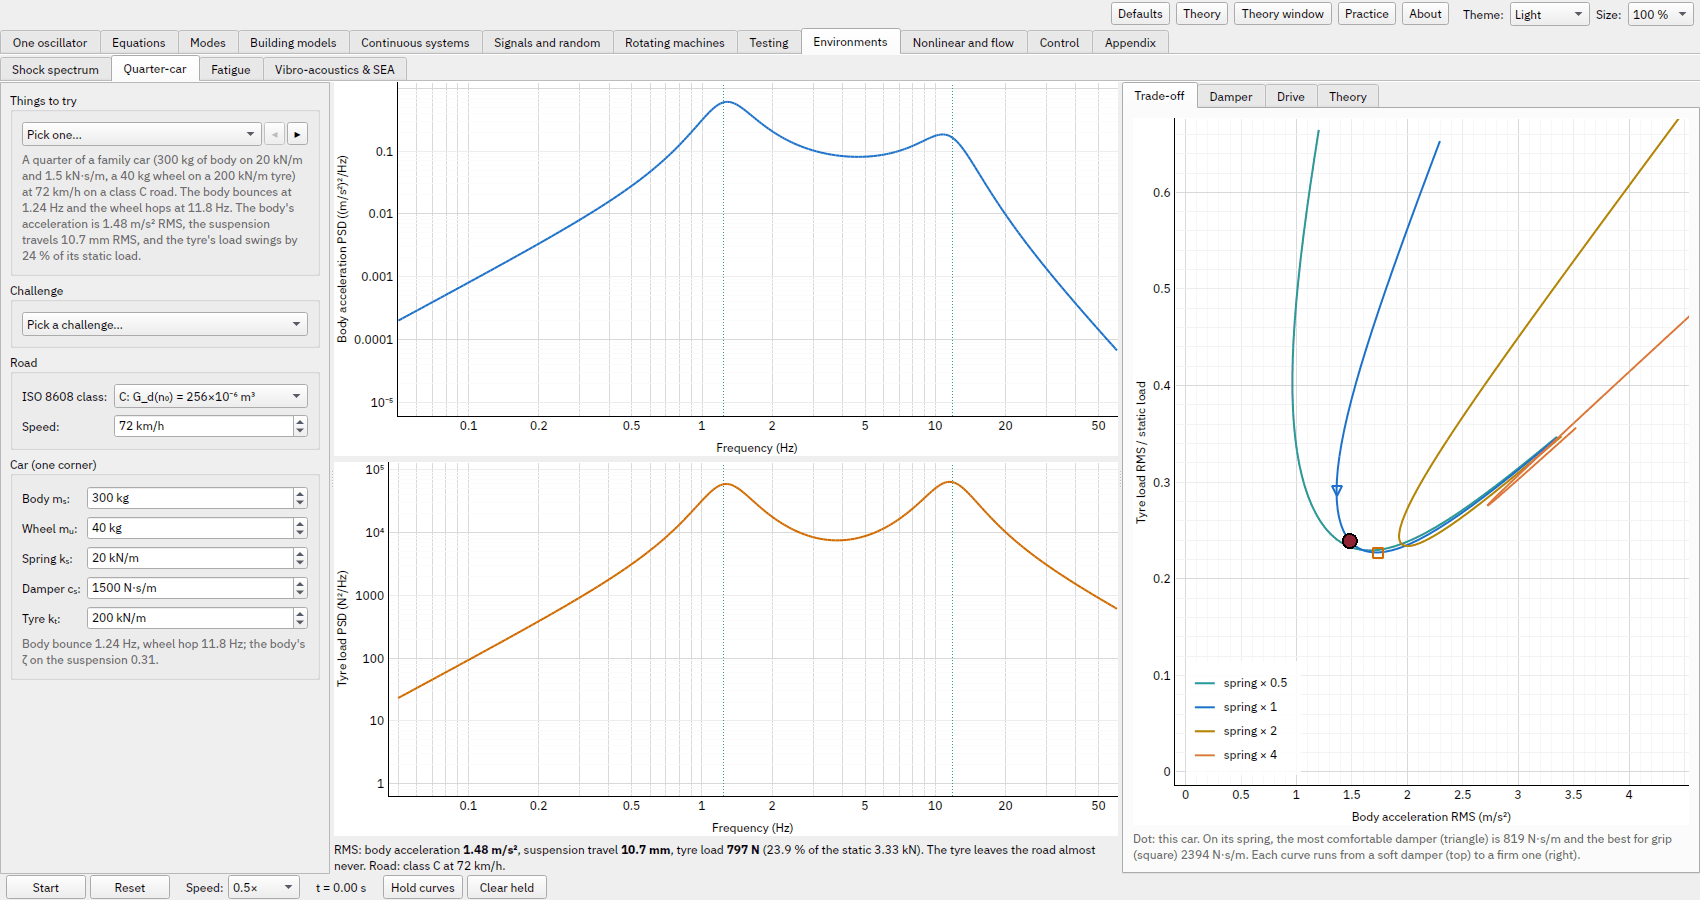 Defaults Theory Theory window Practice About Theme: Light Size: 100 %
One oscillator Equations Modes Building models Continuous systems Signals and random Rotating machines Testing Environments Nonlinear and flow Control Appendix
Shock spectrum Quarter-car Fatigue Vibro-acoustics & SEA
Things to try
Pick one...
A quarter of a family car (300 kg of body on 20 kN/m
and 1.5 kN·s/m, a 40 kg wheel on a 200 kN/m tyre)
at 72 km/h on a class C road. The body bounces at
1.24 Hz and the wheel hops at 11.8 Hz. The body's
acceleration is 1.48 m/s² RMS, the suspension
travels 10.7 mm RMS, and the tyre's load swings by
24 % of its static load.
Challenge
Pick a challenge...
Road
ISO 8608 class: C: G_d(n₀) = 256×10⁻⁶ m³
Speed: 72 km/h
Car (one corner)
Body mₛ: 300 kg
Wheel mᵤ: 40 kg
Spring kₛ: 20 kN/m
Damper cₛ: 1500 N·s/m
Tyre kₜ: 200 kN/m
Body bounce 1.24 Hz, wheel hop 11.8 Hz; the body's
ζ on the suspension 0.31.
Body acceleration PSD ((m/s²)²/Hz)
0.1
0.01
0.001
0.0001
10⁻⁵
0.1 0.2 0.5 1 2 5 10 20 50
Frequency (Hz)
Tyre load PSD (N²/Hz)
10⁵
10⁴
1000
100
10
1
0.1 0.2 0.5 1 2 5 10 20 50
Frequency (Hz)
RMS: body acceleration 1.48 m/s², suspension travel 10.7 mm, tyre load 797 N (23.9 % of the static 3.33 kN). The tyre leaves the road almost
never. Road: class C at 72 km/h.
Trade-off Damper Drive Theory
Tyre load RMS / static load
0.6
0.5
0.4
0.3
0.2
0.1
0
spring × 0.5
spring × 1
spring × 2
spring × 4
0 0.5 1 1.5 2 2.5 3 3.5 4
Body acceleration RMS (m/s²)
Dot: this car. On its spring, the most comfortable damper (triangle) is 819 N·s/m and the best for grip
(square) 2394 N·s/m. Each curve runs from a soft damper (top) to a firm one (right).
Start Reset Speed: 0.5× t = 0.00 s Hold curves Clear held